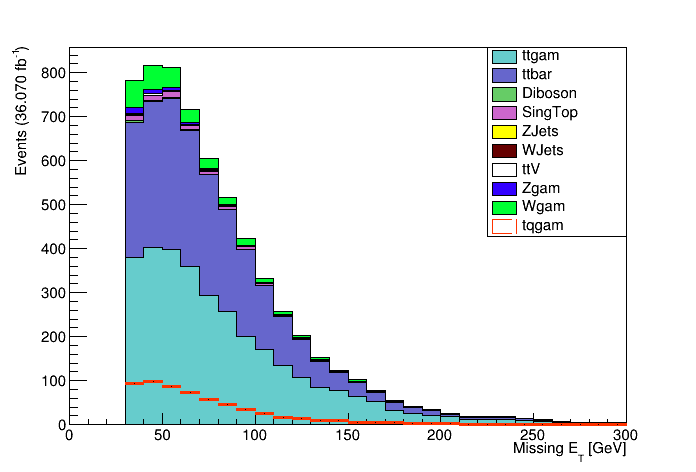 Events (36.070 fb⁻¹)
800
700
600
500
400
300
200
100
0
0 50 100 150 200 250 300
Missing E_T [GeV]
ttgam
ttbar
Diboson
SingTop
ZJets
WJets
ttV
Zgam
Wgam
tqgam